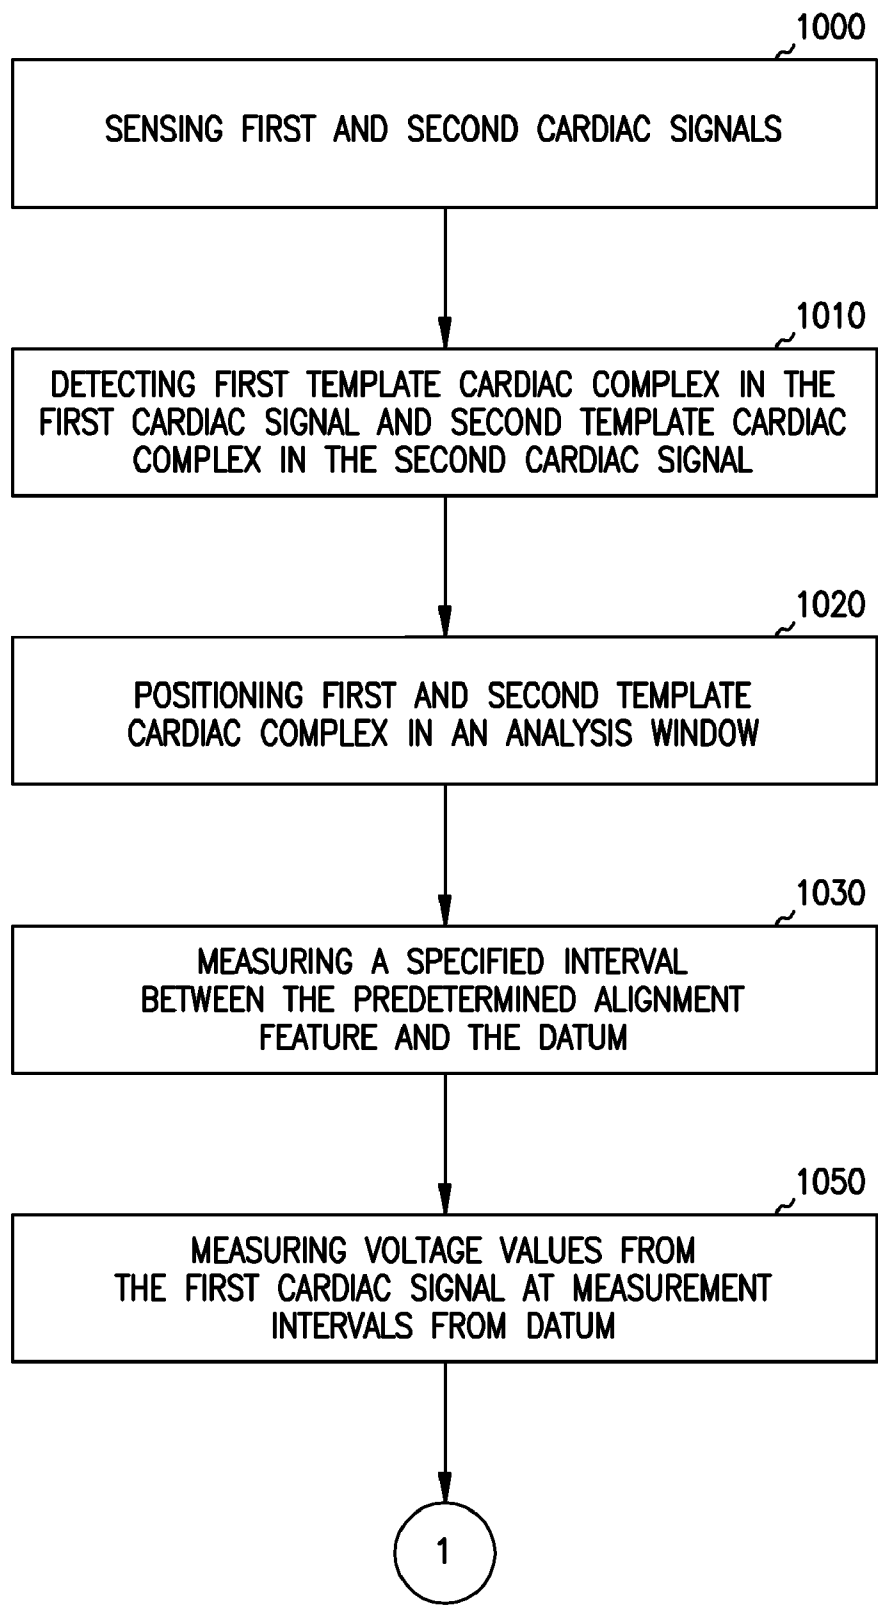 1000
SENSING FIRST AND SECOND CARDIAC SIGNALS
1010
DETECTING FIRST TEMPLATE CARDIAC COMPLEX IN THE
FIRST CARDIAC SIGNAL AND SECOND TEMPLATE CARDIAC
COMPLEX IN THE SECOND CARDIAC SIGNAL
1020
POSITIONING FIRST AND SECOND TEMPLATE
CARDIAC COMPLEX IN AN ANALYSIS WINDOW
1030
MEASURING A SPECIFIED INTERVAL
BETWEEN THE PREDETERMINED ALIGNMENT
FEATURE AND THE DATUM
1050
MEASURING VOLTAGE VALUES FROM
THE FIRST CARDIAC SIGNAL AT MEASUREMENT
INTERVALS FROM DATUM
1